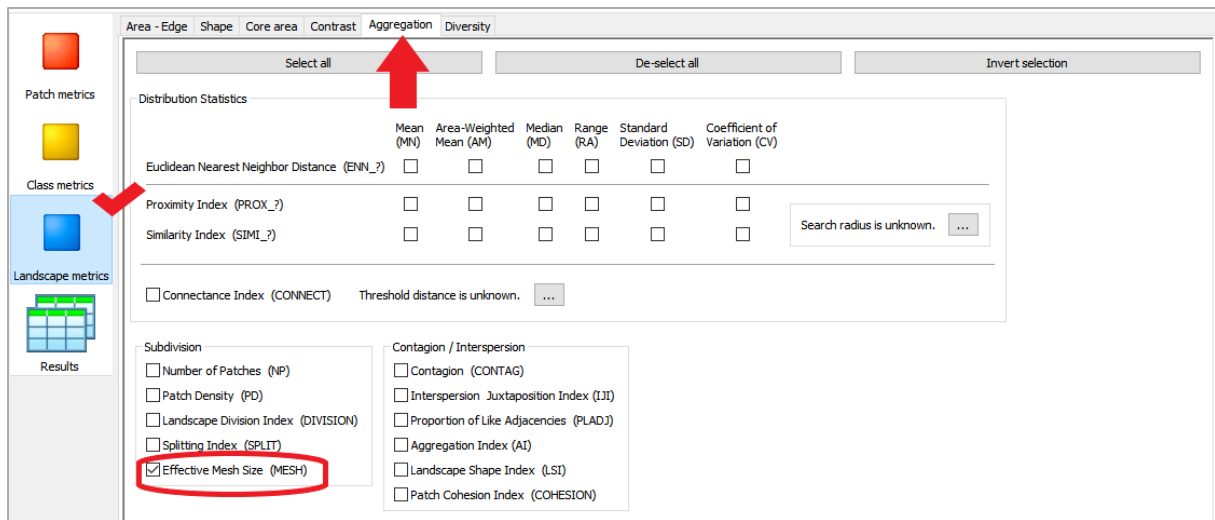 Area - Edge Shape Core area Contrast Aggregation Diversity
Select all De-select all Invert selection
Patch metrics
Class metrics
Landscape metrics
Results
Distribution Statistics
Mean (MN) Area-Weighted Mean (AM) Median (MD) Range (RA) Standard Deviation (SD) Coefficient of Variation (CV)
Euclidean Nearest Neighbor Distance (ENN_?)
Proximity Index (PROX_?)
Similarity Index (SIMI_?)
Search radius is unknown. ...
Connectance Index (CONNECT) Threshold distance is unknown. ...
Subdivision
Number of Patches (NP)
Patch Density (PD)
Landscape Division Index (DIVISION)
Splitting Index (SPLIT)
Effective Mesh Size (MESH)
Contagion / Interspersion
Contagion (CONTAG)
Interspersion Juxtaposition Index (IJI)
Proportion of Like Adjacencies (PLADJ)
Aggregation Index (AI)
Landscape Shape Index (LSI)
Patch Cohesion Index (COHESION)